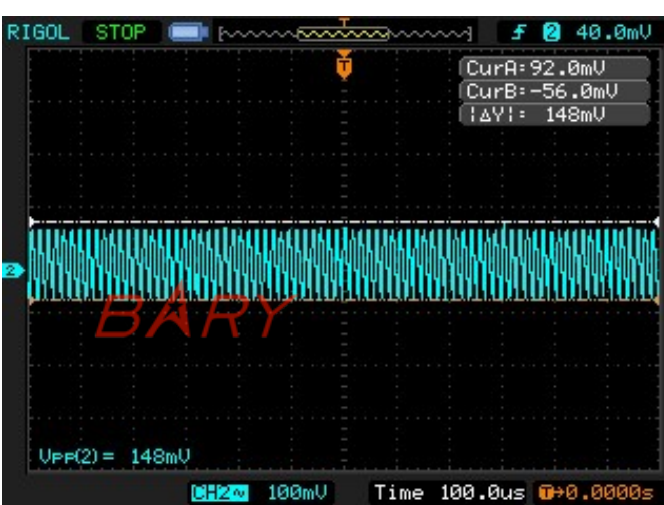 RIGOL STOP 2 40.0mV
T
CurA:92.0mV
CurB:-56.0mV
|ΔY|: 148mV
2
BARY
Vpp(2)= 148mV
CH2~ 100mV Time 100.0us T→0.0000s